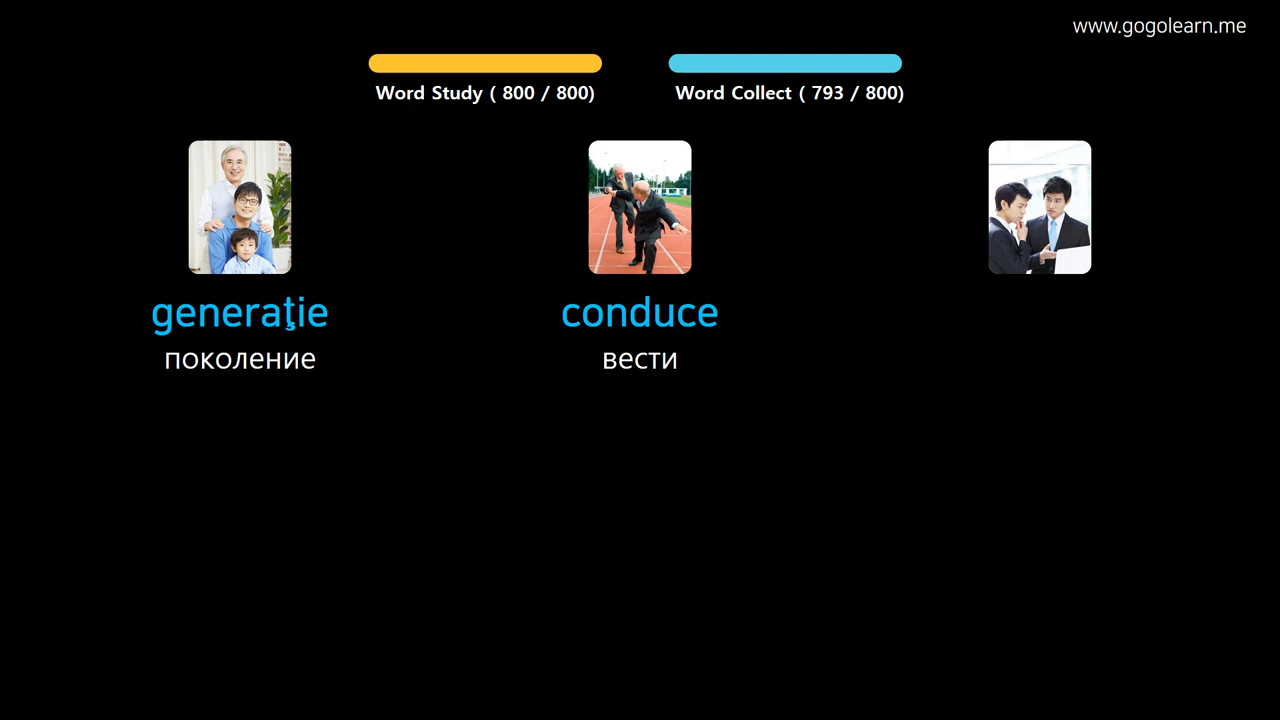 www.gogolearn.me
Word Study ( 800 / 800)
Word Collect ( 793 / 800)
generaţie
conduce
поколение
вести